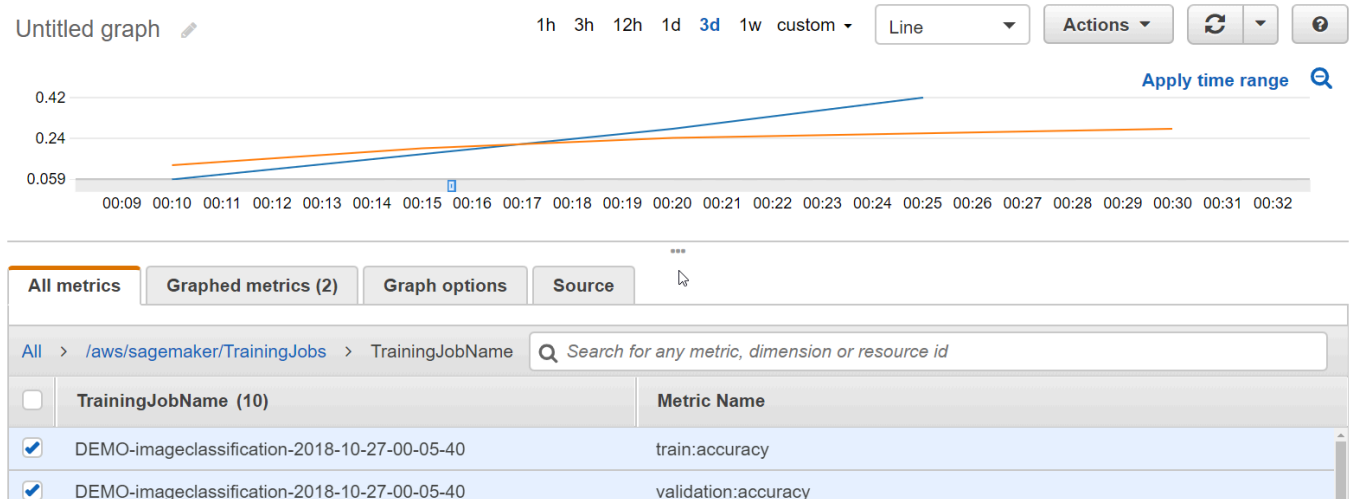 Untitled graph 1h 3h 12h 1d 3d 1w custom Line Actions ?
Apply time range
0.42
0.24
0.059
00:09 00:10 00:11 00:12 00:13 00:14 00:15 00:16 00:17 00:18 00:19 00:20 00:21 00:22 00:23 00:24 00:25 00:26 00:27 00:28 00:29 00:30 00:31 00:32
All metrics Graphed metrics (2) Graph options Source
All > /aws/sagemaker/TrainingJobs > TrainingJobName Search for any metric, dimension or resource id
TrainingJobName (10) Metric Name
DEMO-imageclassification-2018-10-27-00-05-40 train:accuracy
DEMO-imageclassification-2018-10-27-00-05-40 validation:accuracy